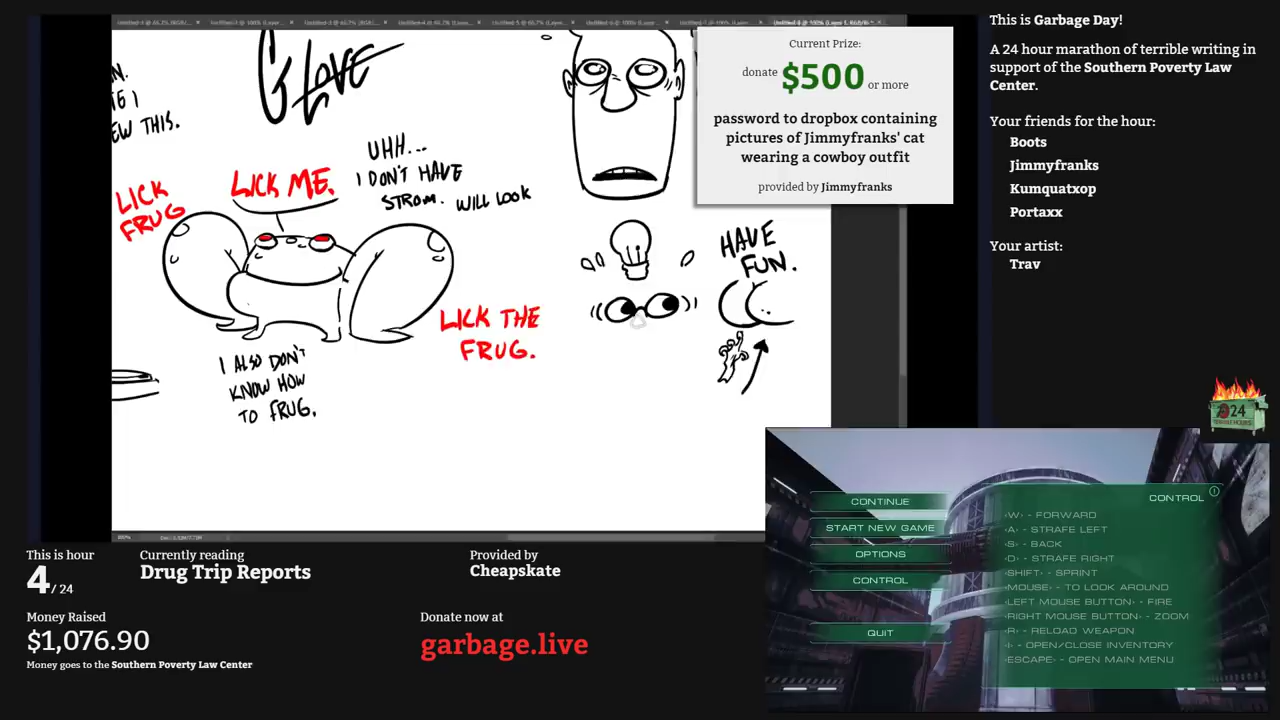 GLOVE
N.
TE I
EW THIS.
UHH...
I DON'T HAVE
STROM. WILL LOOK
LICK
FRUG
LICK ME.
LICK THE
FRUG.
I ALSO DON'T
KNOW HOW
TO FRUG.
HAVE
FUN.
Current Prize:
donate $500 or more
password to dropbox containing
pictures of Jimmyfranks' cat
wearing a cowboy outfit
provided by Jimmyfranks
This is Garbage Day!
A 24 hour marathon of terrible writing in
support of the Southern Poverty Law
Center.
Your friends for the hour:
Boots
Jimmyfranks
Kumquatxop
Portaxx
Your artist:
Trav
2024
CONTINUE
START NEW GAME
OPTIONS
CONTROL
QUIT
CONTROL
<W> - FORWARD
<A> - STRAFE LEFT
<S> - BACK
<D> - STRAFE RIGHT
<SHIFT> - SPRINT
<MOUSE> - TO LOOK AROUND
<LEFT MOUSE BUTTON> - FIRE
<RIGHT MOUSE BUTTON> - ZOOM
<R> - RELOAD WEAPON
<I> - OPEN/CLOSE INVENTORY
<ESCAPE> - OPEN MAIN MENU
This is hour
4 / 24
Currently reading
Drug Trip Reports
Provided by
Cheapskate
Money Raised
$1,076.90
Money goes to the Southern Poverty Law Center
Donate now at
garbage.live